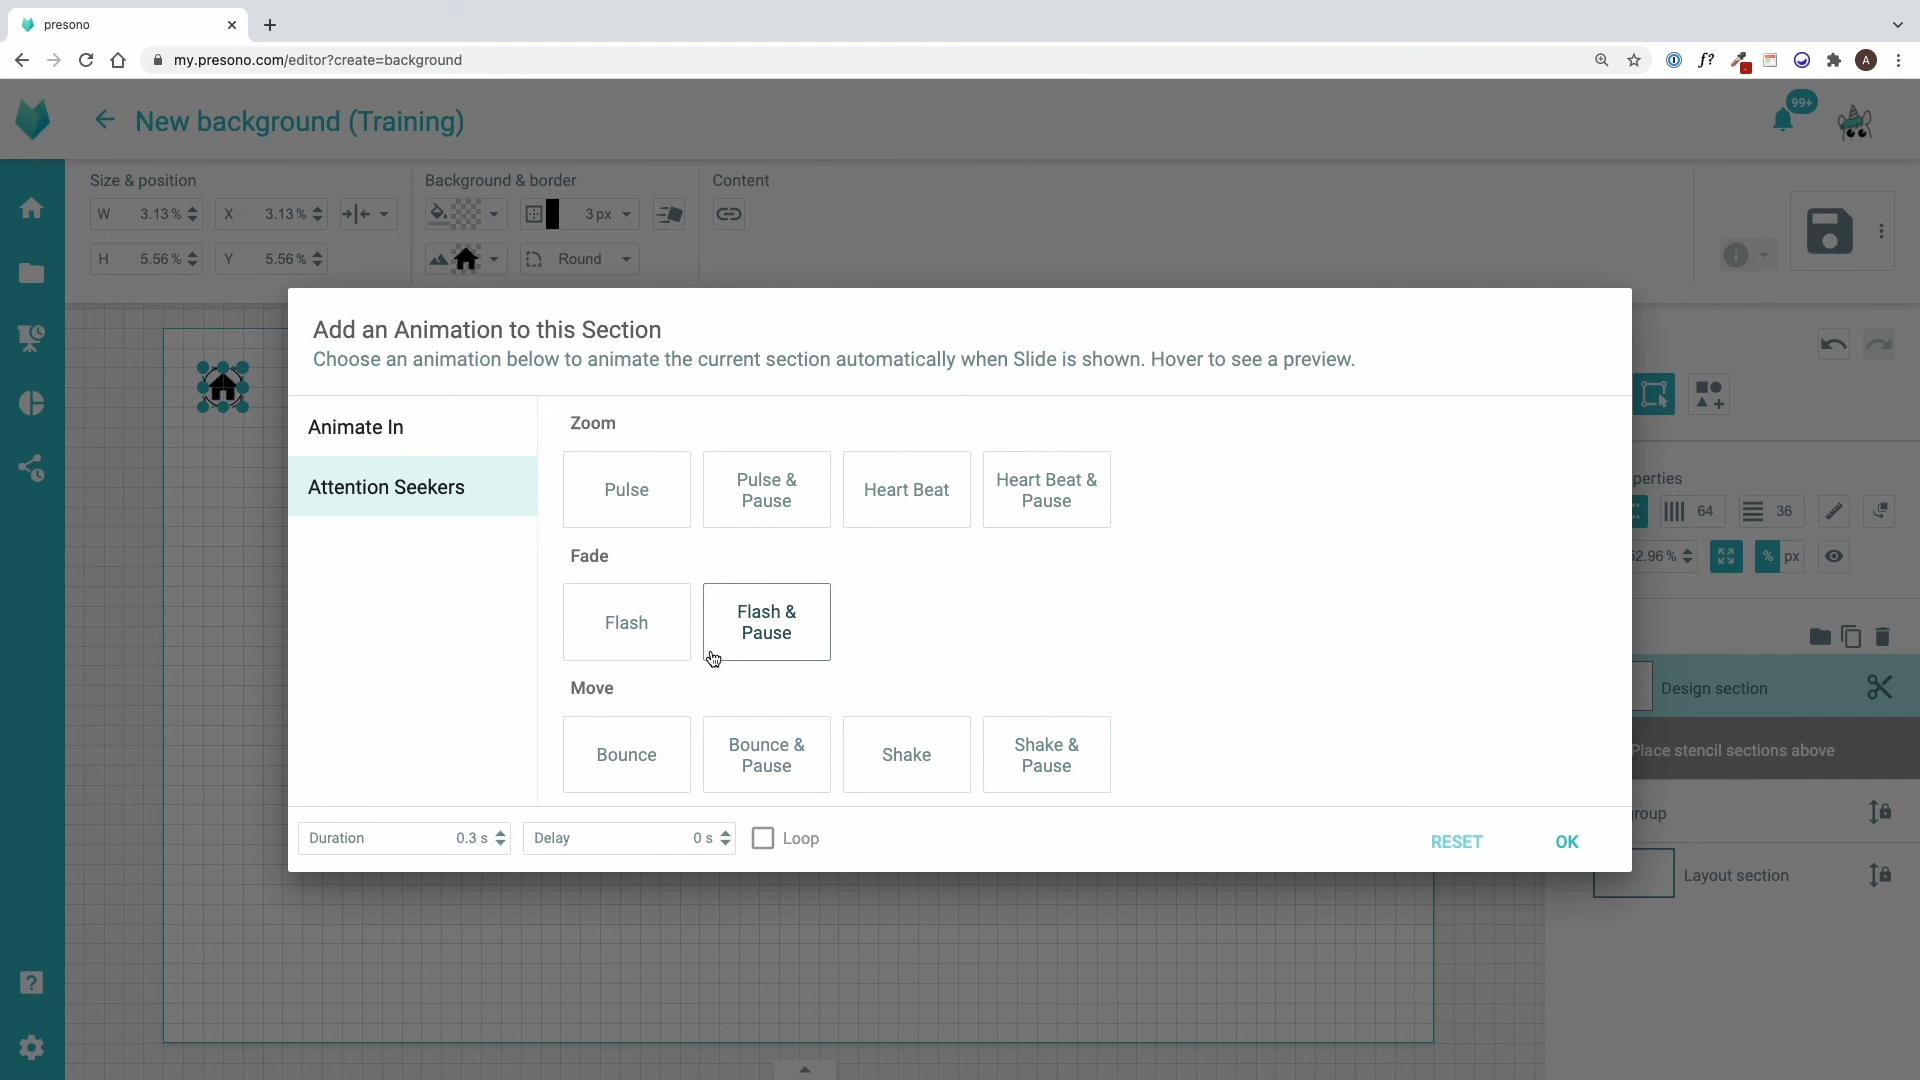 presono
my.presono.com/editor?create=background
f?
A
New background (Training)
99+
Size & position
Background & border
Content
W 3.13 %
X 3.13 %
3 px
H 5.56 %
Y 5.56 %
Round
Add an Animation to this Section
Choose an animation below to animate the current section automatically when Slide is shown. Hover to see a preview.
Animate In
Attention Seekers
Zoom
Pulse
Pulse &
Pause
Heart Beat
Heart Beat &
Pause
Fade
Flash
Flash &
Pause
Move
Bounce
Bounce &
Pause
Shake
Shake &
Pause
Duration 0.3 s
Delay 0 s
Loop
RESET
OK
perties
64
36
52.96 %
% px
Design section
Place stencil sections above
roup
Layout section